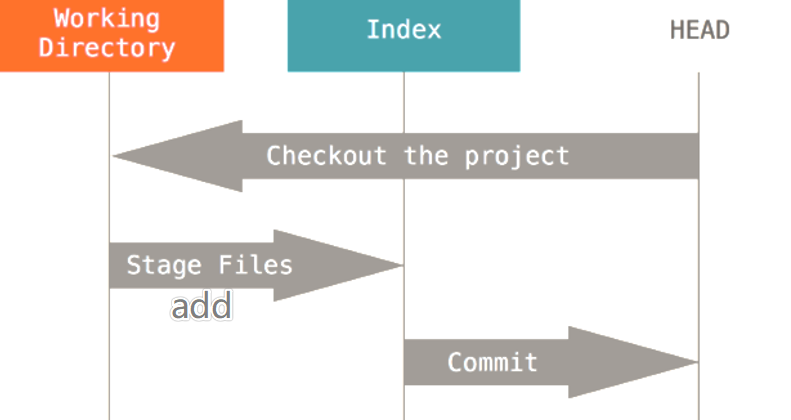 Working
Directory
Index
HEAD
Checkout the project
Stage Files
add
Commit